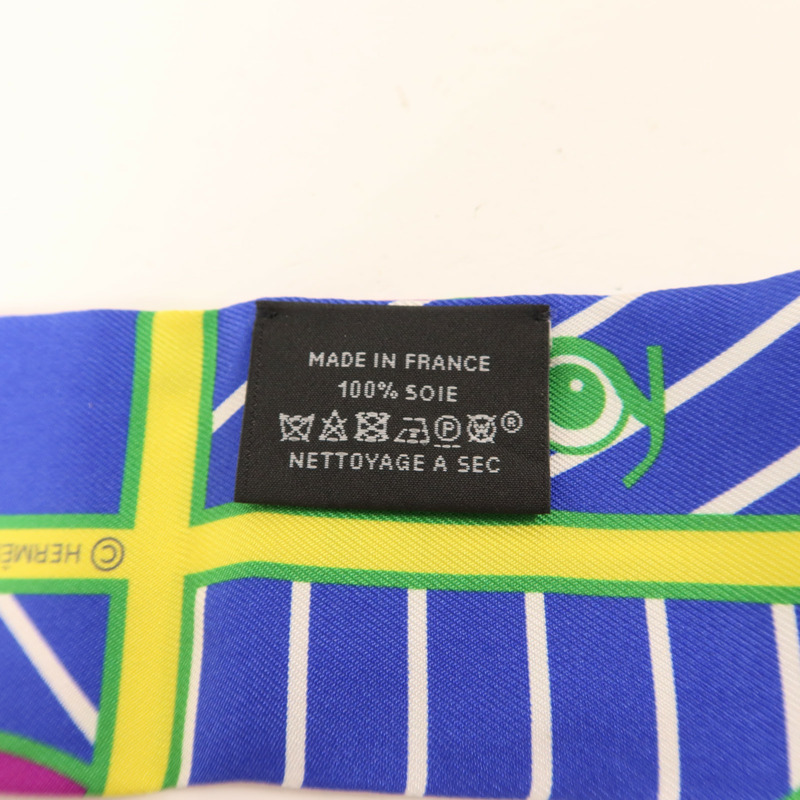 MADE IN FRANCE
100% SOIE
P W ®
NETTOYAGE A SEC
© HERMÈ